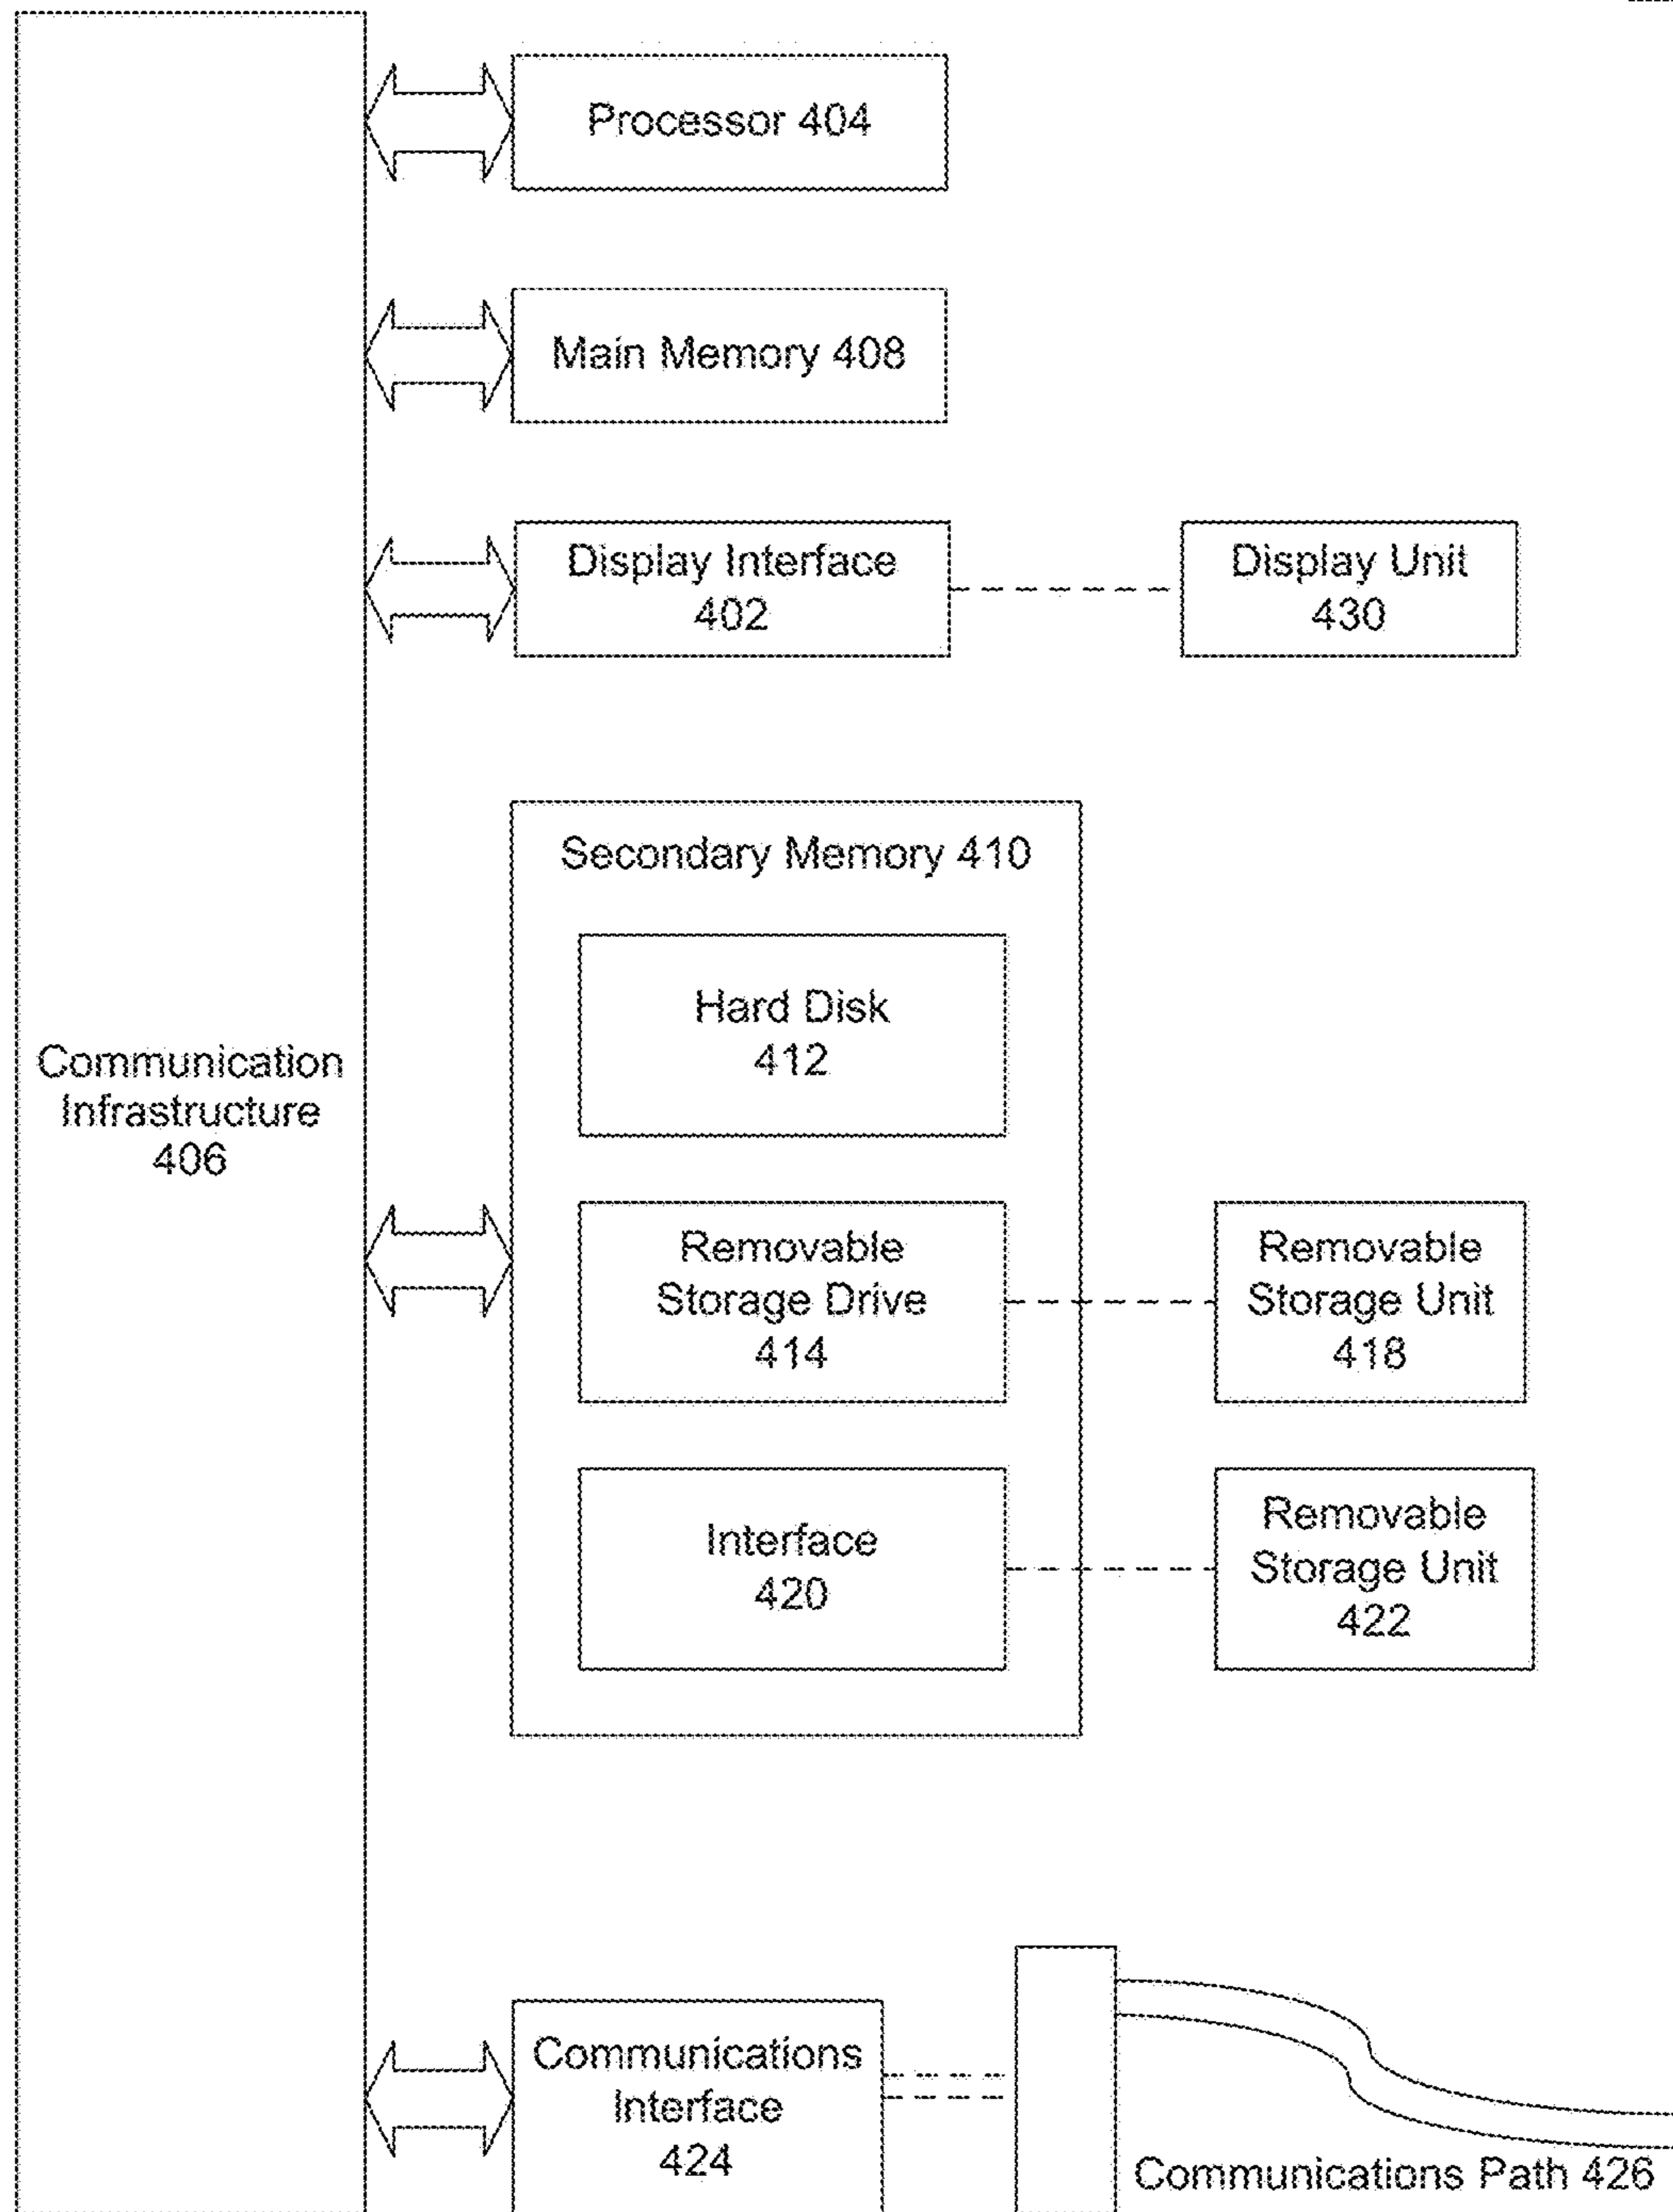 Processor 404
Main Memory 408
Display Interface
402
Display Unit
430
Secondary Memory 410
Hard Disk
412
Communication
Infrastructure
406
Removable
Storage Drive
414
Removable
Storage Unit
418
Interface
420
Removable
Storage Unit
422
Communications
Interface
424
Communications Path 426